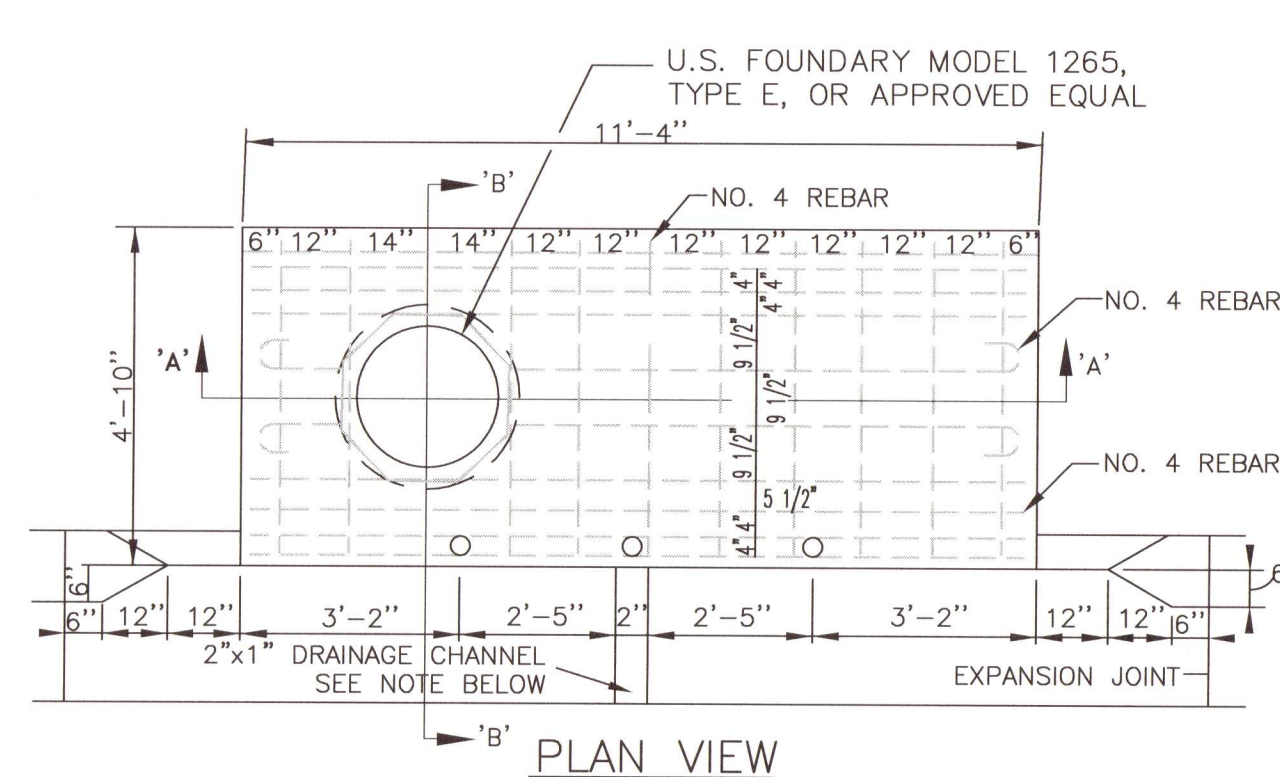 U.S. FOUNDARY MODEL 1265,
TYPE E, OR APPROVED EQUAL
11'-4"
'B'
NO. 4 REBAR
6" 12" 14" 14" 12" 12" 12" 12" 12" 12" 12" 6"
4" 4"
4"
NO. 4 REBAR
9 1/2"
'A'
'A'
4'-10"
9 1/2"
9 1/2"
NO. 4 REBAR
5 1/2"
4" 4"
6"
6
6" 12" 12" 3'-2" 2'-5" 2" 2'-5" 3'-2" 12" 12" 6"
2"x1" DRAINAGE CHANNEL
SEE NOTE BELOW
EXPANSION JOINT
'B'
PLAN VIEW